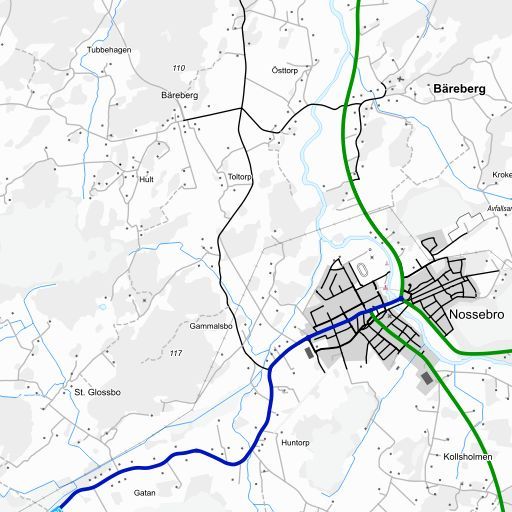 Tubbehagen
110
Östtorp
Bäreberg
Bäreberg
Hult
Toltorp
Kroke
Avfallsan
Nossebro
Gammalsbo
117
St. Glossbo
Huntorp
Kollsholmen
Gatan